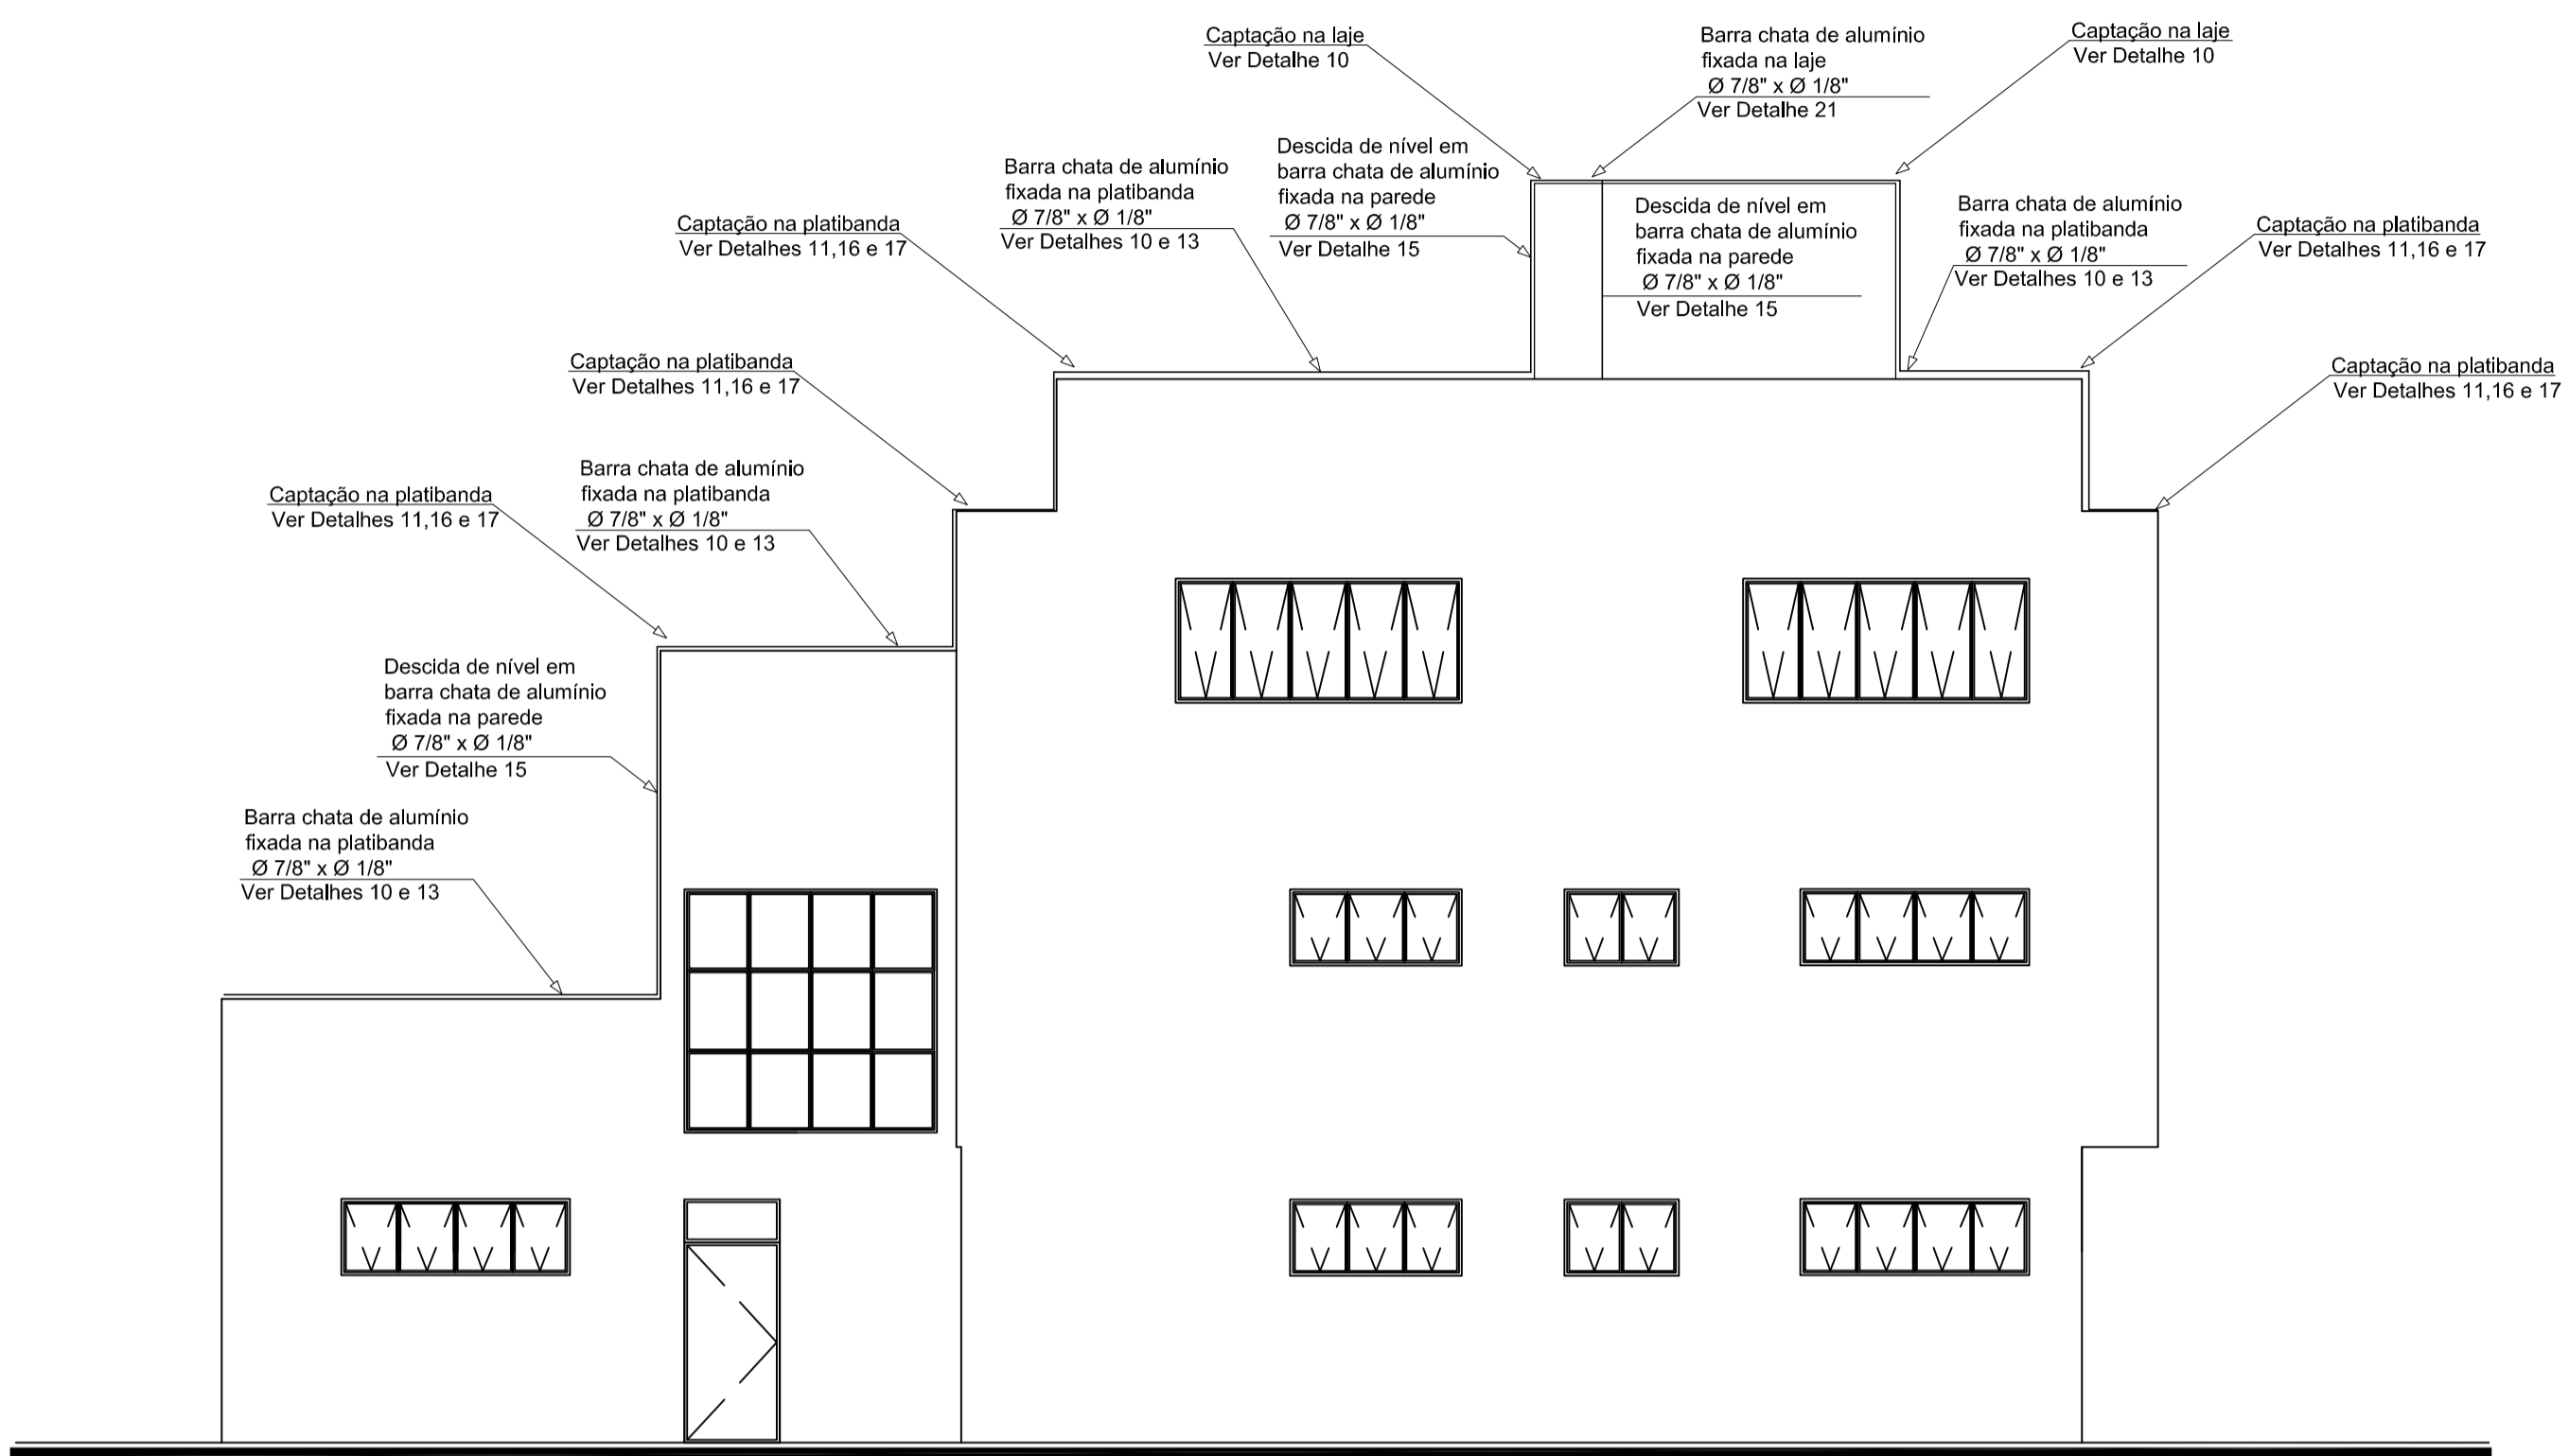 Captação na laje
Ver Detalhe 10
Barra chata de alumínio
fixada na laje
Ø 7/8" x Ø 1/8"
Ver Detalhe 21
Captação na laje
Ver Detalhe 10
Barra chata de alumínio
fixada na platibanda
Ø 7/8" x Ø 1/8"
Ver Detalhes 10 e 13
Descida de nível em
barra chata de alumínio
fixada na parede
Ø 7/8" x Ø 1/8"
Ver Detalhe 15
Descida de nível em
barra chata de alumínio
fixada na parede
Ø 7/8" x Ø 1/8"
Ver Detalhe 15
Barra chata de alumínio
fixada na platibanda
Ø 7/8" x Ø 1/8"
Ver Detalhes 10 e 13
Captação na platibanda
Ver Detalhes 11,16 e 17
Captação na platibanda
Ver Detalhes 11,16 e 17
Captação na platibanda
Ver Detalhes 11,16 e 17
Captação na platibanda
Ver Detalhes 11,16 e 17
Captação na platibanda
Ver Detalhes 11,16 e 17
Barra chata de alumínio
fixada na platibanda
Ø 7/8" x Ø 1/8"
Ver Detalhes 10 e 13
Descida de nível em
barra chata de alumínio
fixada na parede
Ø 7/8" x Ø 1/8"
Ver Detalhe 15
Barra chata de alumínio
fixada na platibanda
Ø 7/8" x Ø 1/8"
Ver Detalhes 10 e 13